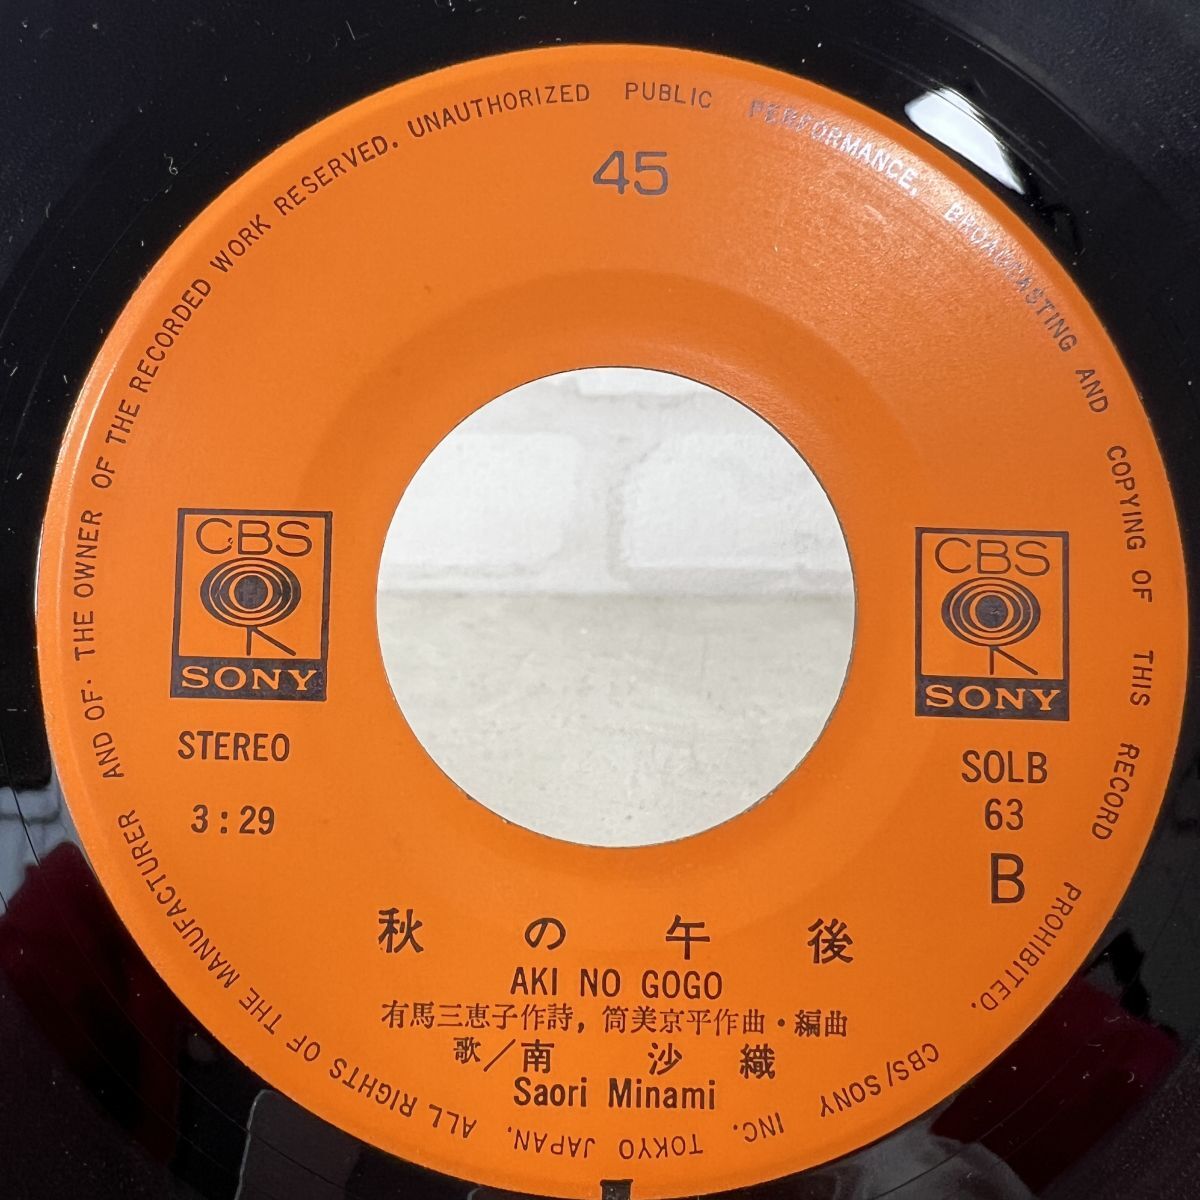 ALL RIGHTS OF THE MANUFACTURER AND OF THE OWNER OF THE RECORDED WORK RESERVED. UNAUTHORIZED PUBLIC PERFORMANCE, BROADCASTING AND COPYING OF THIS RECORD PROHIBITED.
45
CBS
SONY
CBS
SONY
STEREO
3:29
SOLB
63
B
秋の午後
AKI NO GOGO
有馬三恵子作詩,筒美京平作曲・編曲
歌/南 沙 織
Saori Minami
CBS/SONY INC. TOKYO JAPAN.